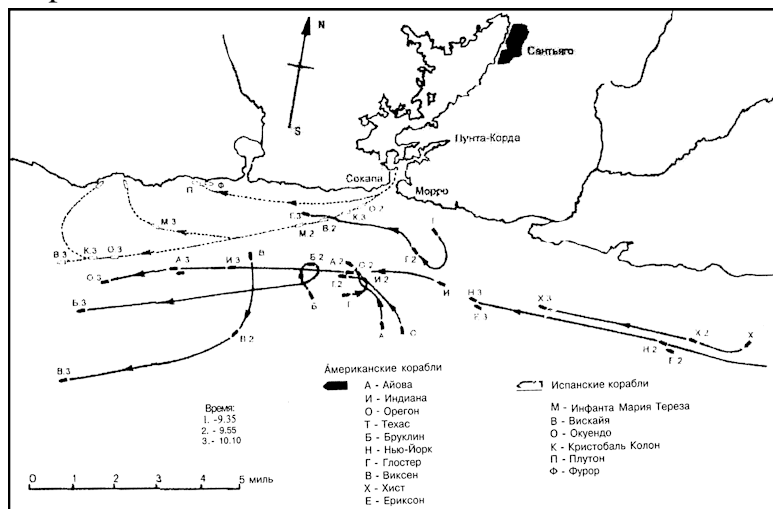 N
S
Сантьяго
Пунта-Корда
Сокапа
Морро
П
Ф
О.2
К.3
Г.3
В.2
М.2
М.3
Г
Г.2
В.3
К.3
О.3
О.3
А.3
И.3
В
Б.2
А.2
И.2
И
Б.3
Б
Г
А
О
Н.3
Е.3
Х.3
Х.2
Х
Н.2
В.2
В.3
Американские корабли
А - Айова
И - Индиана
О - Орегон
Т - Техас
Б - Бруклин
Н - Нью-Йорк
Г - Глостер
В - Виксен
Х - Хист
Е - Ериксон
Испанские корабли
М - Инфанта Мария Тереза
В - Вискайя
О - Окуендо
К - Кристобаль Колон
П - Плутон
Ф - Фурор
Время:
1. -9.35
2. - 9.55
3.- 10.10
0 1 2 3 4 5 миль